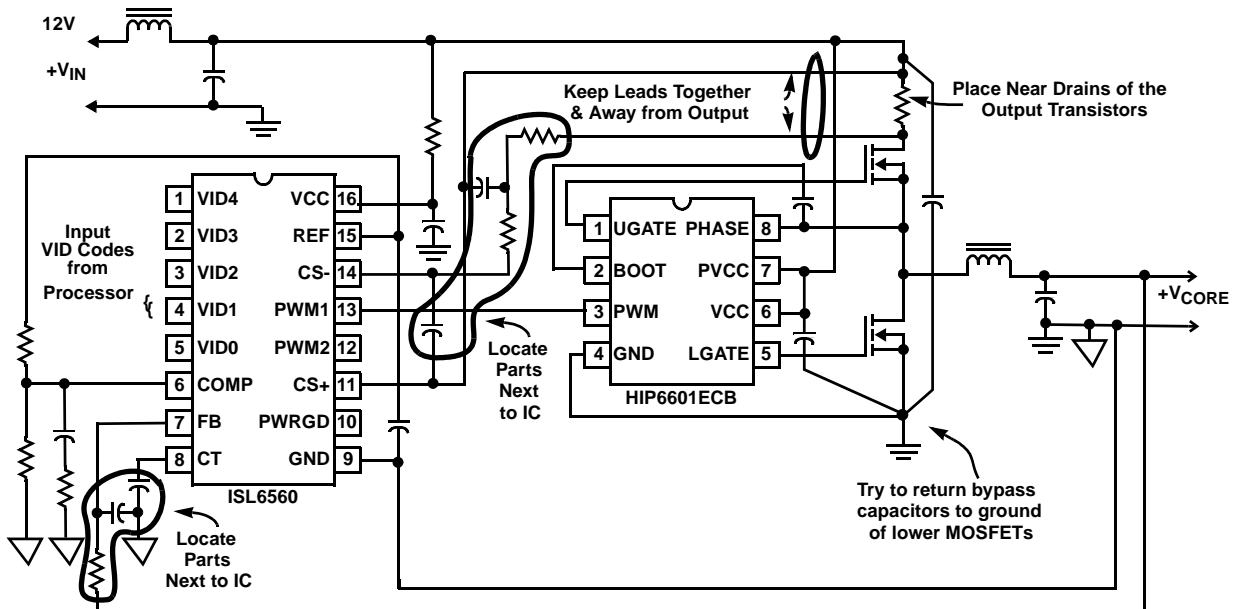 12V
+VIN
Keep Leads Together
& Away from Output
Place Near Drains of the
Output Transistors
Input
VID Codes
from
Processor {
1 VID4
2 VID3
3 VID2
4 VID1
5 VID0
6 COMP
7 FB
8 CT
VCC 16
REF 15
CS- 14
PWM1 13
PWM2 12
CS+ 11
PWRGD 10
GND 9
ISL6560
1 UGATE
2 BOOT
3 PWM
4 GND
PHASE 8
PVCC 7
VCC 6
LGATE 5
HIP6601ECB
+VCORE
Locate
Parts
Next
to IC
Try to return bypass
capacitors to ground
of lower MOSFETs
Locate
Parts
Next to IC